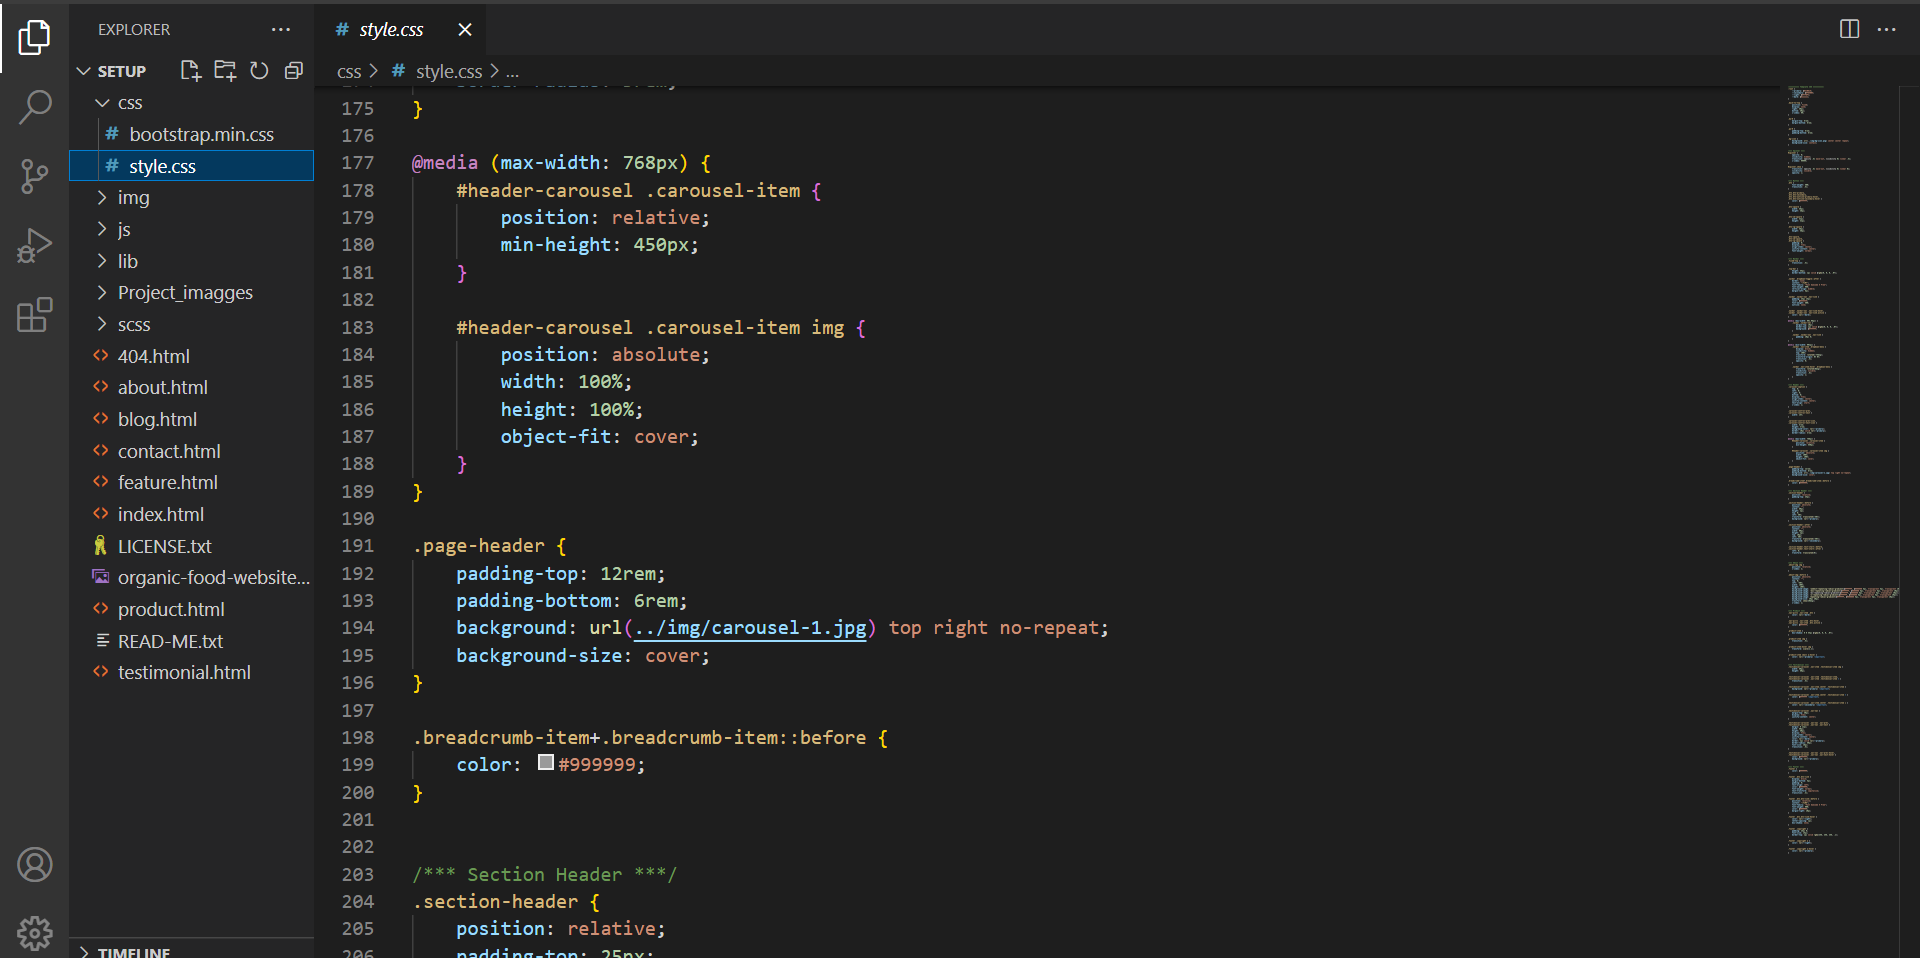 EXPLORER
SETUP
css
bootstrap.min.css
style.css
img
js
lib
Project_imagges
scss
404.html
about.html
blog.html
contact.html
feature.html
index.html
LICENSE.txt
organic-food-website...
product.html
READ-ME.txt
testimonial.html
TIMELINE
# style.css
css > # style.css > ...
175 }
176
177 @media (max-width: 768px) {
178 #header-carousel .carousel-item {
179 position: relative;
180 min-height: 450px;
181 }
182
183 #header-carousel .carousel-item img {
184 position: absolute;
185 width: 100%;
186 height: 100%;
187 object-fit: cover;
188 }
189 }
190
191 .page-header {
192 padding-top: 12rem;
193 padding-bottom: 6rem;
194 background: url(../img/carousel-1.jpg) top right no-repeat;
195 background-size: cover;
196 }
197
198 .breadcrumb-item+.breadcrumb-item::before {
199 color: #999999;
200 }
201
202
203 /*** Section Header ***/
204 .section-header {
205 position: relative;
206 padding-top: 25px;